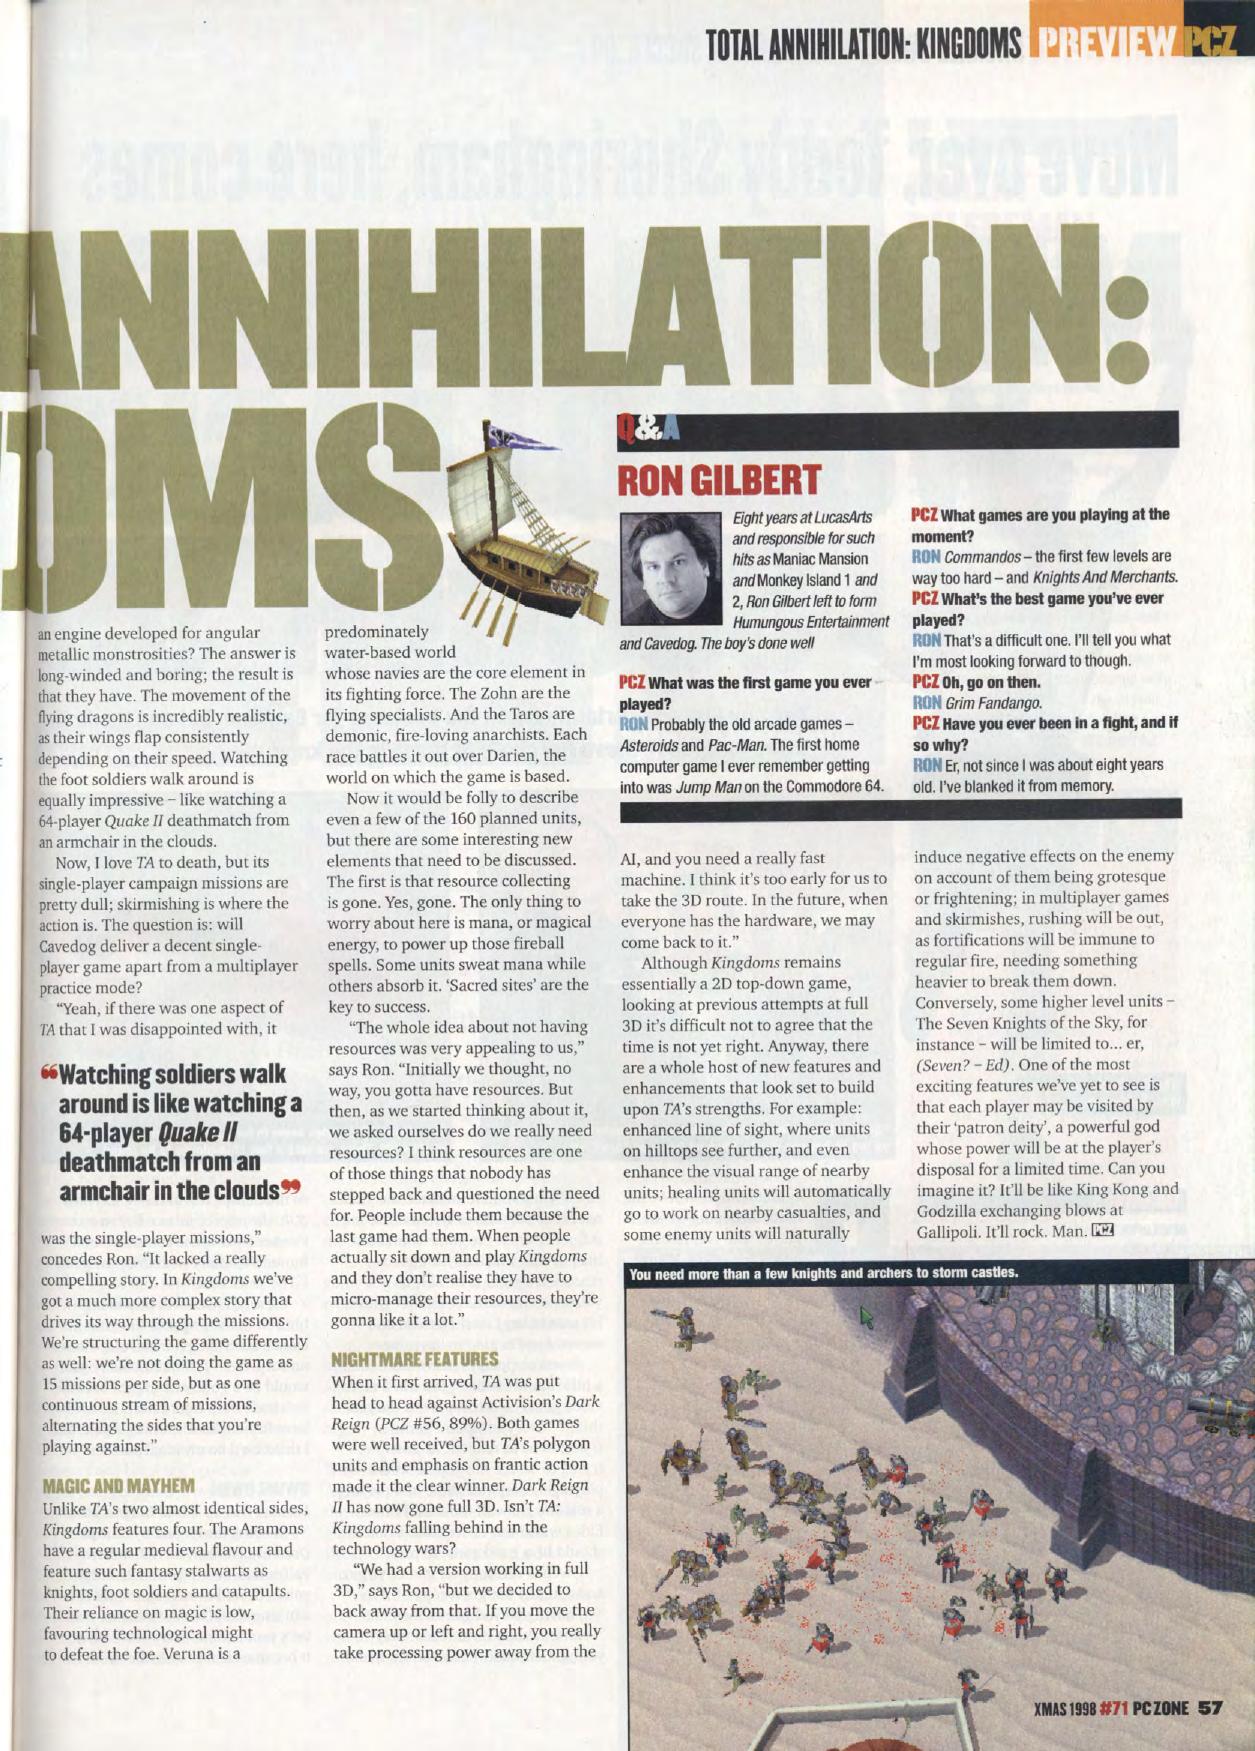 TOTAL ANNIHILATION: KINGDOMS PREVIEW PCZ
ANNIHILATION:
OMS
an engine developed for angular
metallic monstrosities? The answer is
long-winded and boring; the result is
that they have. The movement of the
flying dragons is incredibly realistic,
as their wings flap consistently
depending on their speed. Watching
the foot soldiers walk around is
equally impressive – like watching a
64-player Quake II deathmatch from
an armchair in the clouds.
Now, I love TA to death, but its
single-player campaign missions are
pretty dull; skirmishing is where the
action is. The question is: will
Cavedog deliver a decent single-
player game apart from a multiplayer
practice mode?
“Yeah, if there was one aspect of
TA that I was disappointed with, it
“Watching soldiers walk
around is like watching a
64-player Quake II
deathmatch from an
armchair in the clouds”
was the single-player missions,”
concedes Ron. “It lacked a really
compelling story. In Kingdoms we’ve
got a much more complex story that
drives its way through the missions.
We’re structuring the game differently
as well: we’re not doing the game as
15 missions per side, but as one
continuous stream of missions,
alternating the sides that you’re
playing against.”
MAGIC AND MAYHEM
Unlike TA’s two almost identical sides,
Kingdoms features four. The Aramons
have a regular medieval flavour and
feature such fantasy stalwarts as
knights, foot soldiers and catapults.
Their reliance on magic is low,
favouring technological might
to defeat the foe. Veruna is a
predominately
water-based world
whose navies are the core element in
its fighting force. The Zohn are the
flying specialists. And the Taros are
demonic, fire-loving anarchists. Each
race battles it out over Darien, the
world on which the game is based.
Now it would be folly to describe
even a few of the 160 planned units,
but there are some interesting new
elements that need to be discussed.
The first is that resource collecting
is gone. Yes, gone. The only thing to
worry about here is mana, or magical
energy, to power up those fireball
spells. Some units sweat mana while
others absorb it. ‘Sacred sites’ are the
key to success.
“The whole idea about not having
resources was very appealing to us,”
says Ron. “Initially we thought, no
way, you gotta have resources. But
then, as we started thinking about it,
we asked ourselves do we really need
resources? I think resources are one
of those things that nobody has
stepped back and questioned the need
for. People include them because the
last game had them. When people
actually sit down and play Kingdoms
and they don’t realise they have to
micro-manage their resources, they’re
gonna like it a lot.”
NIGHTMARE FEATURES
When it first arrived, TA was put
head to head against Activision’s Dark
Reign (PCZ #56, 89%). Both games
were well received, but TA’s polygon
units and emphasis on frantic action
made it the clear winner. Dark Reign
II has now gone full 3D. Isn’t TA:
Kingdoms falling behind in the
technology wars?
“We had a version working in full
3D,” says Ron, “but we decided to
back away from that. If you move the
camera up or left and right, you really
take processing power away from the
Q&A
RON GILBERT
Eight years at LucasArts
and responsible for such
hits as Maniac Mansion
and Monkey Island 1 and
2, Ron Gilbert left to form
Humungous Entertainment
and Cavedog. The boy’s done well
PCZ What was the first game you ever
played?
RON Probably the old arcade games –
Asteroids and Pac-Man. The first home
computer game I ever remember getting
into was Jump Man on the Commodore 64.
PCZ What games are you playing at the
moment?
RON Commandos – the first few levels are
way too hard – and Knights And Merchants.
PCZ What’s the best game you’ve ever
played?
RON That’s a difficult one. I’ll tell you what
I’m most looking forward to though.
PCZ Oh, go on then.
RON Grim Fandango.
PCZ Have you ever been in a fight, and if
so why?
RON Er, not since I was about eight years
old. I’ve blanked it from memory.
AI, and you need a really fast
machine. I think it’s too early for us to
take the 3D route. In the future, when
everyone has the hardware, we may
come back to it.”
Although Kingdoms remains
essentially a 2D top-down game,
looking at previous attempts at full
3D it’s difficult not to agree that the
time is not yet right. Anyway, there
are a whole host of new features and
enhancements that look set to build
upon TA’s strengths. For example:
enhanced line of sight, where units
on hilltops see further, and even
enhance the visual range of nearby
units; healing units will automatically
go to work on nearby casualties, and
some enemy units will naturally
induce negative effects on the enemy
on account of them being grotesque
or frightening; in multiplayer games
and skirmishes, rushing will be out,
as fortifications will be immune to
regular fire, needing something
heavier to break them down.
Conversely, some higher level units –
The Seven Knights of the Sky, for
instance – will be limited to... er,
(Seven? – Ed). One of the most
exciting features we’ve yet to see is
that each player may be visited by
their ‘patron deity’, a powerful god
whose power will be at the player’s
disposal for a limited time. Can you
imagine it? It’ll be like King Kong and
Godzilla exchanging blows at
Gallipoli. It’ll rock. Man. PCZ
You need more than a few knights and archers to storm castles.
XMAS 1998 #71 PC ZONE 57